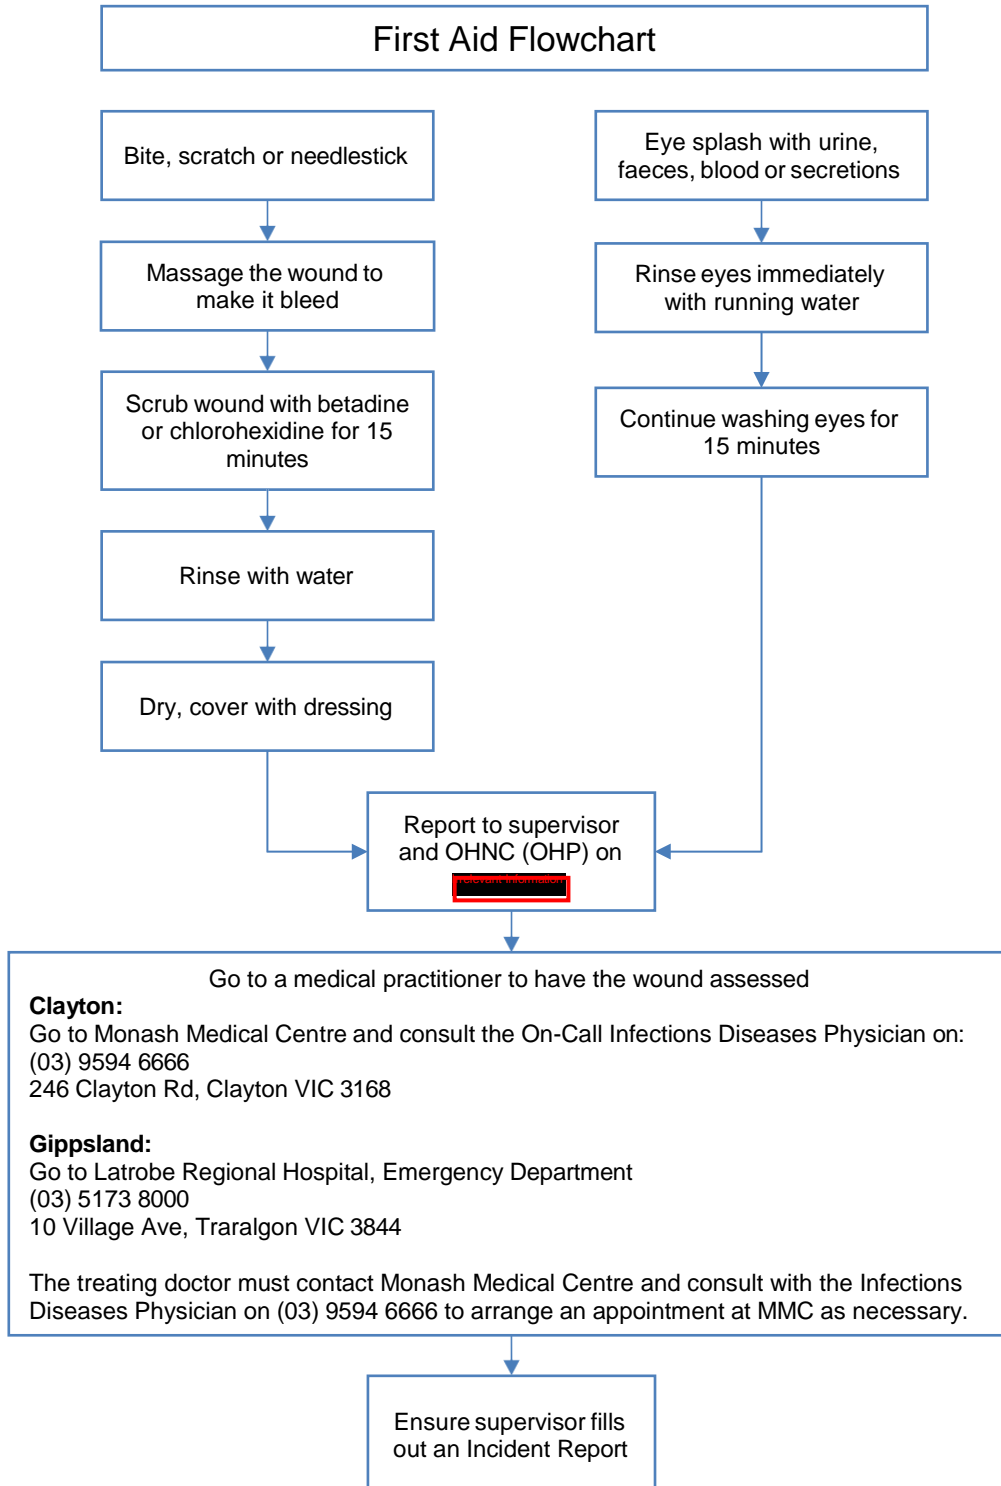 First Aid Flowchart
Bite, scratch or needlestick
Massage the wound to
make it bleed
Scrub wound with betadine
or chlorohexidine for 15
minutes
Rinse with water
Dry, cover with dressing
Eye splash with urine,
faeces, blood or secretions
Rinse eyes immediately
with running water
Continue washing eyes for
15 minutes
Report to supervisor
and OHNC (OHP) on
relevant information
Go to a medical practitioner to have the wound assessed
Clayton:
Go to Monash Medical Centre and consult the On-Call Infections Diseases Physician on:
(03) 9594 6666
246 Clayton Rd, Clayton VIC 3168
Gippsland:
Go to Latrobe Regional Hospital, Emergency Department
(03) 5173 8000
10 Village Ave, Traralgon VIC 3844
The treating doctor must contact Monash Medical Centre and consult with the Infections
Diseases Physician on (03) 9594 6666 to arrange an appointment at MMC as necessary.
Ensure supervisor fills
out an Incident Report